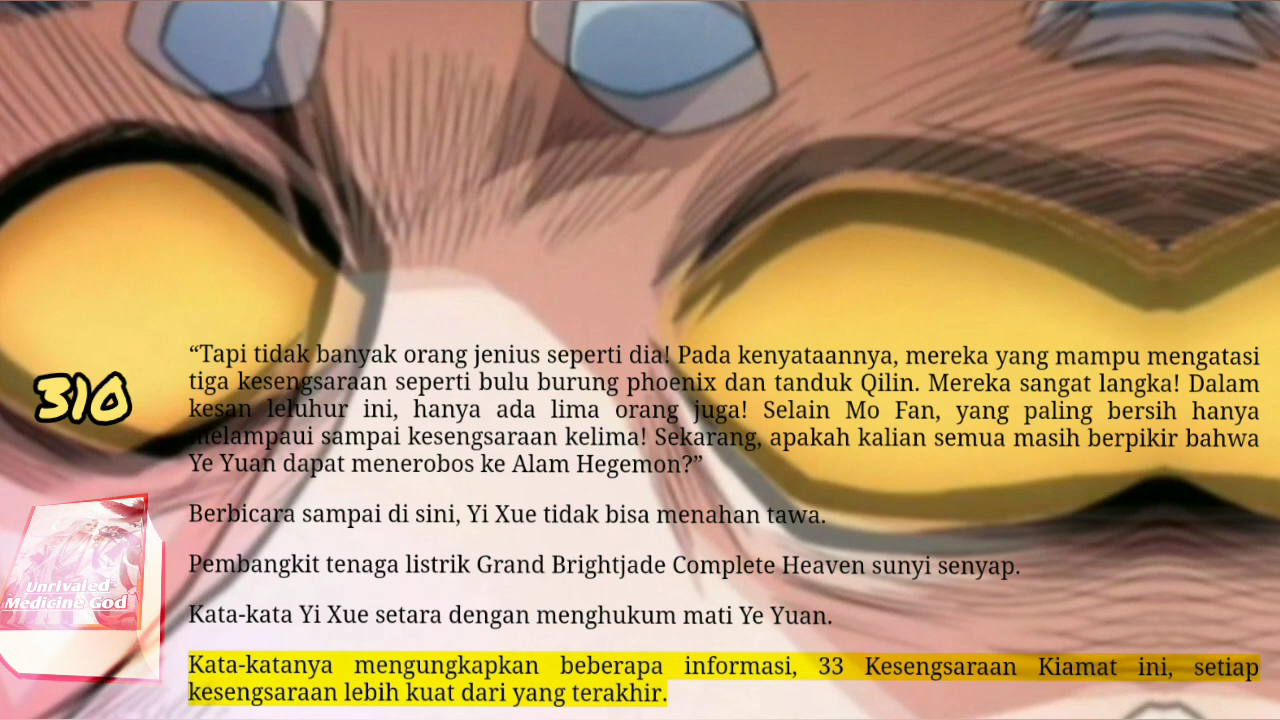 “Tapi tidak banyak orang jenius seperti dia! Pada kenyataannya, mereka yang mampu mengatasi
tiga kesengsaraan seperti bulu burung phoenix dan tanduk Qilin. Mereka sangat langka! Dalam
kesan leluhur ini, hanya ada lima orang juga! Selain Mo Fan, yang paling bersih hanya
melampaui sampai kesengsaraan kelima! Sekarang, apakah kalian semua masih berpikir bahwa
Ye Yuan dapat menerobos ke Alam Hegemon?”
310
Berbicara sampai di sini, Yi Xue tidak bisa menahan tawa.
Pembangkit tenaga listrik Grand Brightjade Complete Heaven sunyi senyap.
Unrivaled
Medicine God
Kata-kata Yi Xue setara dengan menghukum mati Ye Yuan.
Kata-katanya mengungkapkan beberapa informasi, 33 Kesengsaraan Kiamat ini, setiap
kesengsaraan lebih kuat dari yang terakhir.